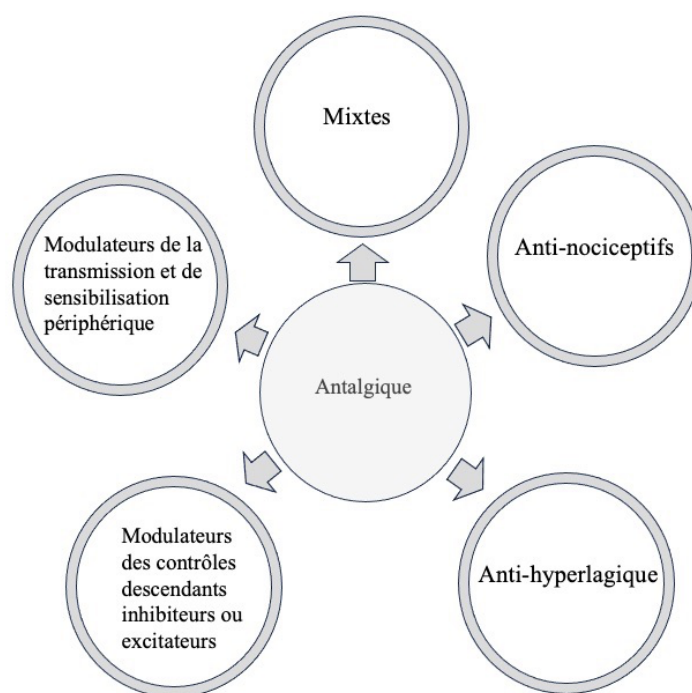 Mixtes
Anti-nociceptifs
Modulateurs de la
transmission et de
sensibilisation
périphérique
Antalgique
Modulateurs
des contrôles
descendants
inhibiteurs ou
excitateurs
Anti-hyperlagique